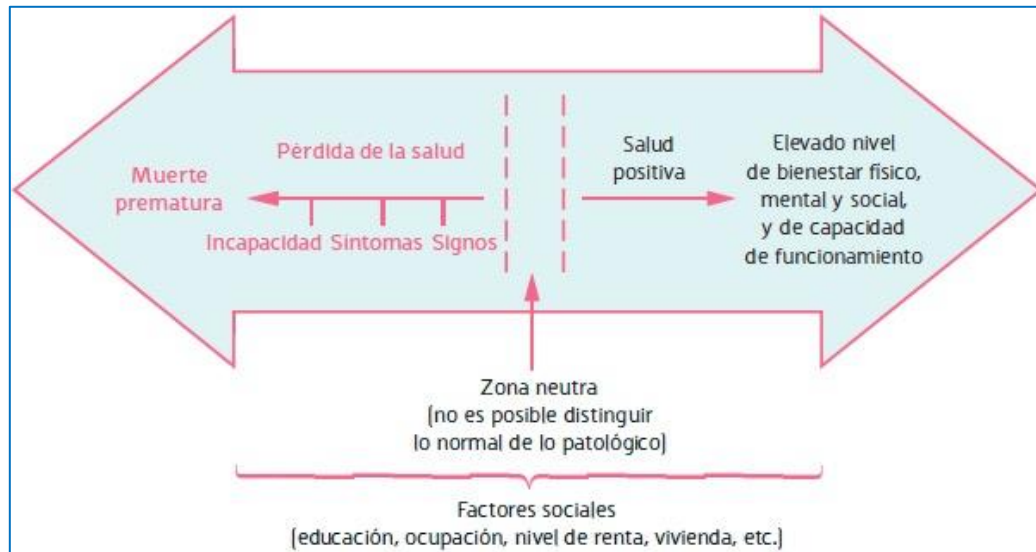 Muerte
prematura
Pérdida de la salud
Incapacidad Síntomas Signos
Salud
positiva
Elevado nivel
de bienestar físico,
mental y social,
y de capacidad
de funcionamiento
Zona neutra
(no es posible distinguir
lo normal de lo patológico)
Factores sociales
(educación, ocupación, nivel de renta, vivienda, etc.)